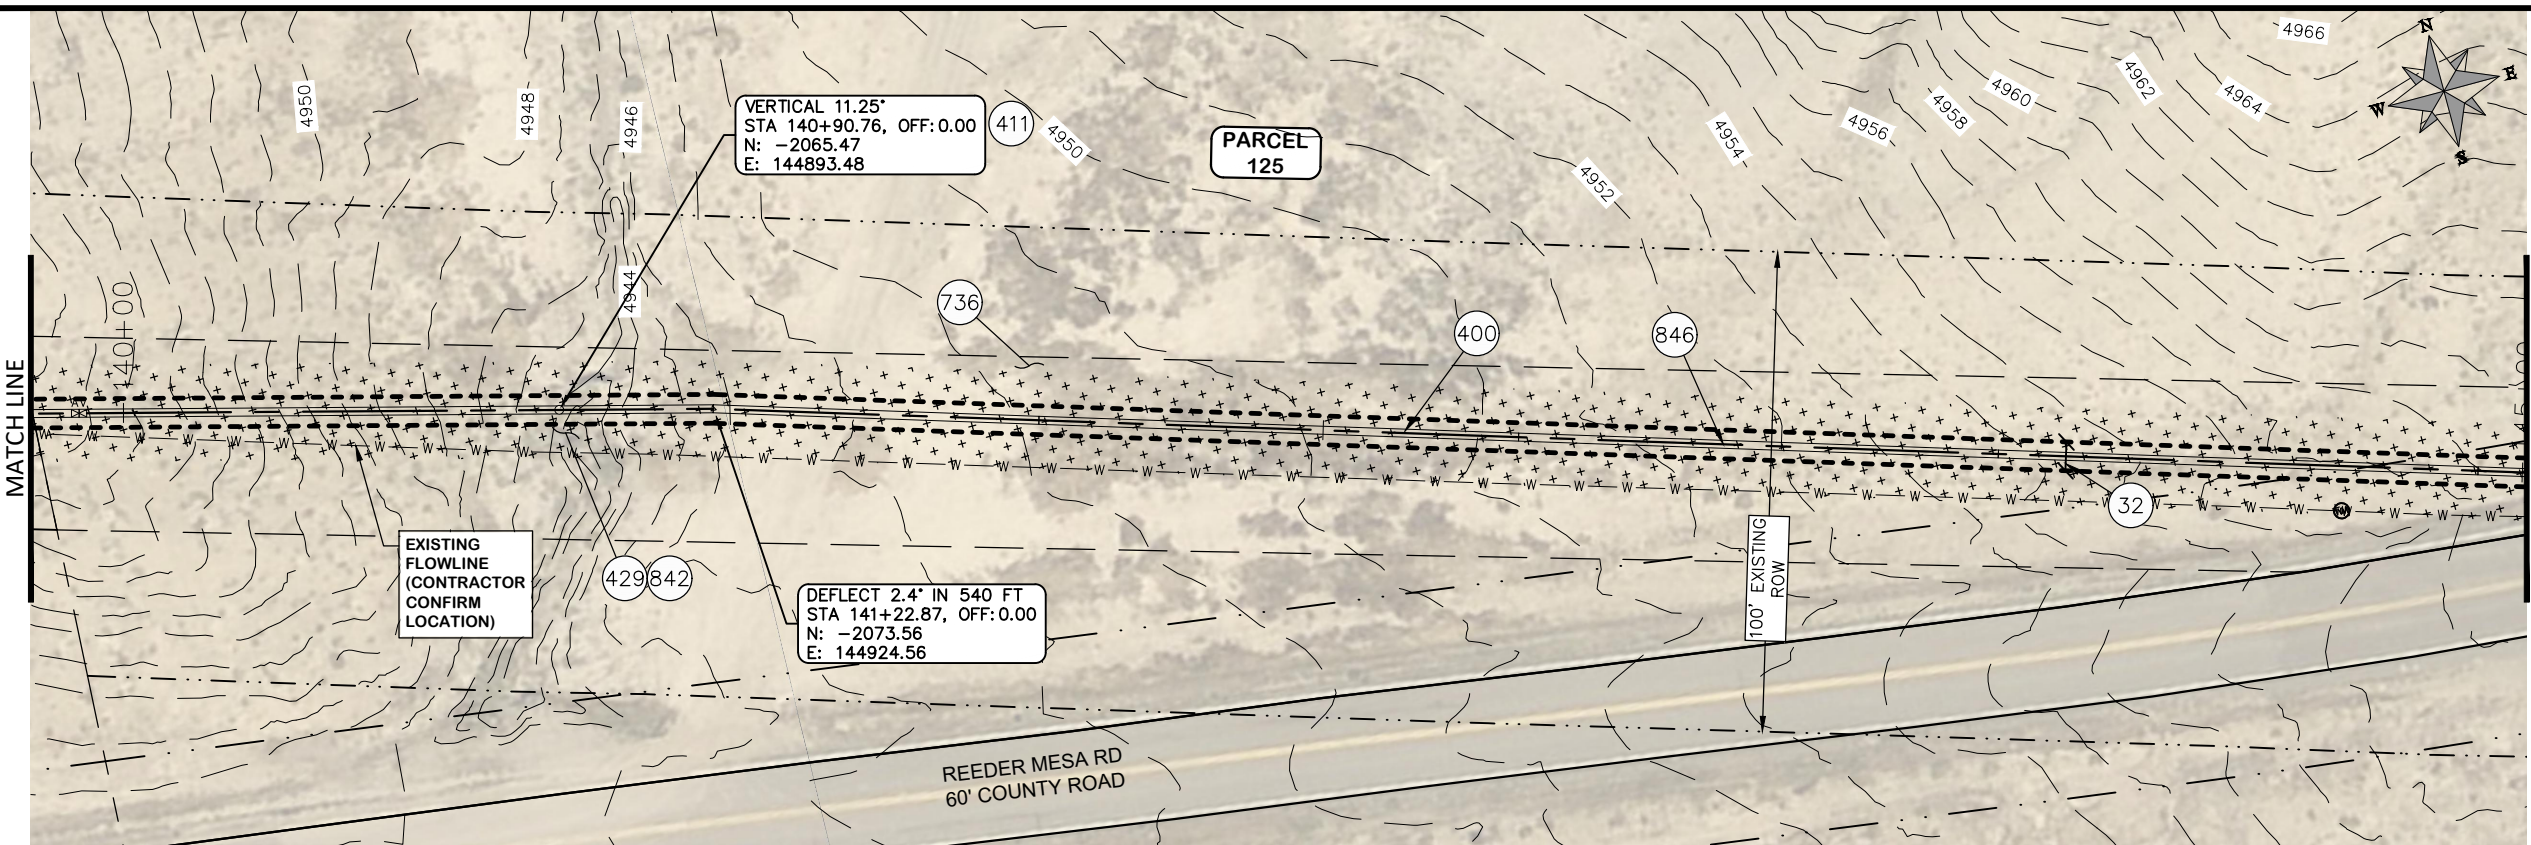 4966
N
E
W
S
4950
4948
4946
4962
4960
4964
4958
4956
4954
4952
4950
VERTICAL 11.25°
STA 140+90.76, OFF:0.00
N: -2065.47
E: 144893.48
411
PARCEL
125
4944
140+00
736
400
846
MATCH LINE
W W W W W W W W W W W W W W W W W W W W W W W W W W W W W W W W W W W W W W W W W W W W W W W W W W
32
EXISTING
FLOWLINE
(CONTRACTOR
CONFIRM
LOCATION)
429
842
DEFLECT 2.4° IN 540 FT
STA 141+22.87, OFF:0.00
N: -2073.56
E: 144924.56
100' EXISTING
ROW
REEDER MESA RD
60' COUNTY ROAD